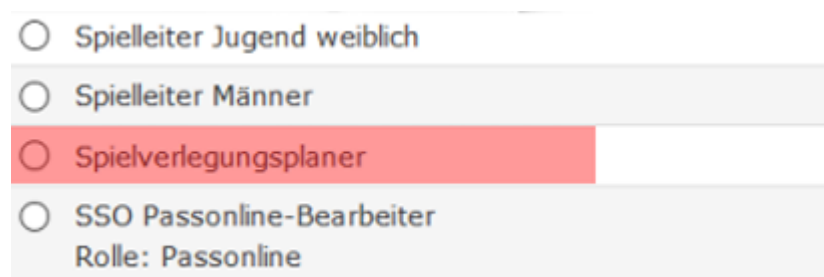 Spielleiter Jugend weiblich
Spielleiter Männer
Spielverlegungsplaner
SSO Passonline-Bearbeiter
Rolle: Passonline